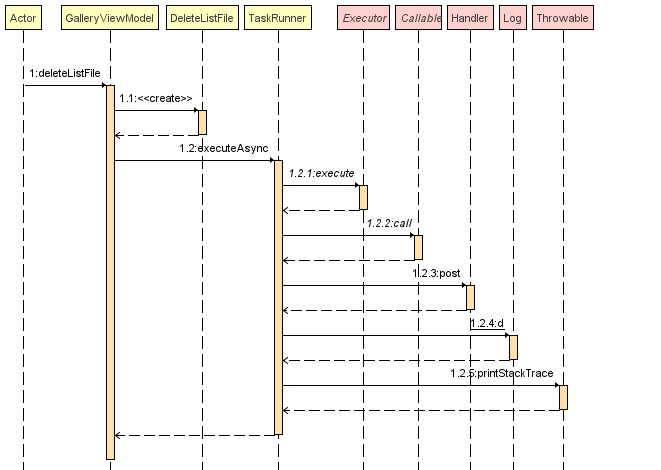 Actor
GalleryViewModel
DeleteListFile
TaskRunner
Executor
Callable
Handler
Log
Throwable
1:deleteListFile
1.1:<<create>>
1.2:executeAsync
1.2.1:execute
1.2.2:call
1.2.3:post
1.2.4:d
1.2.5:printStackTrace